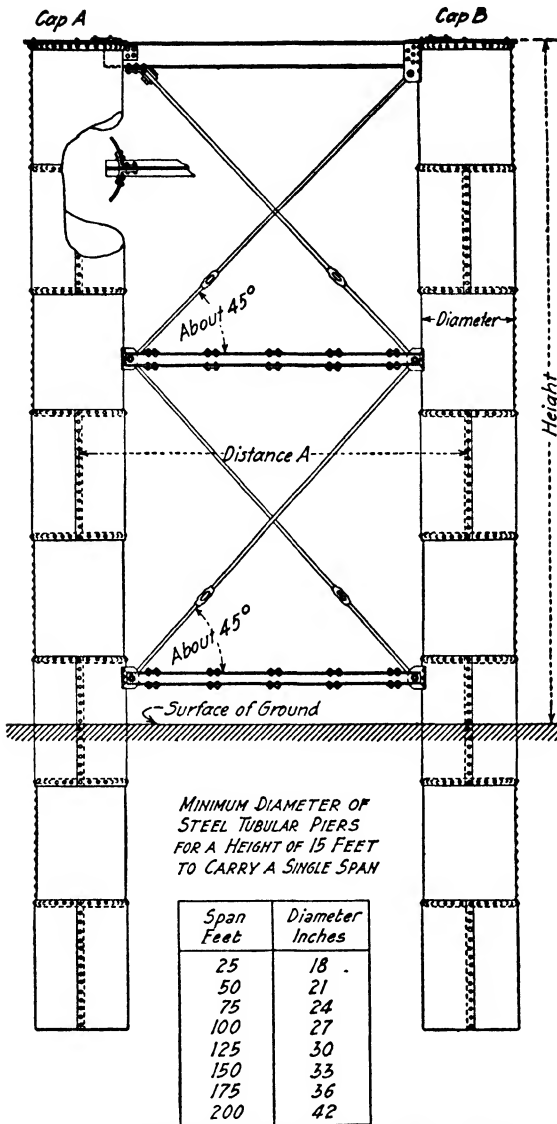 Cap A
Cap B
About 45°
Diameter
Height
Distance A
About 45°
Surface of Ground
MINIMUM DIAMETER OF
STEEL TUBULAR PIERS
FOR A HEIGHT OF 15 FEET
TO CARRY A SINGLE SPAN
Span Feet Diameter Inches
25 18
50 21
75 24
100 27
125 30
150 33
175 36
200 42